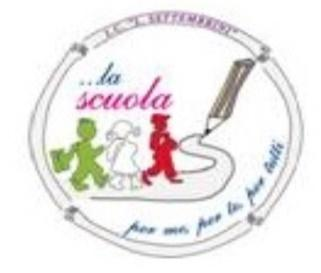 I.C. "L. SETTEMBRINI"
...la
scuola
per me, per te, per tutti